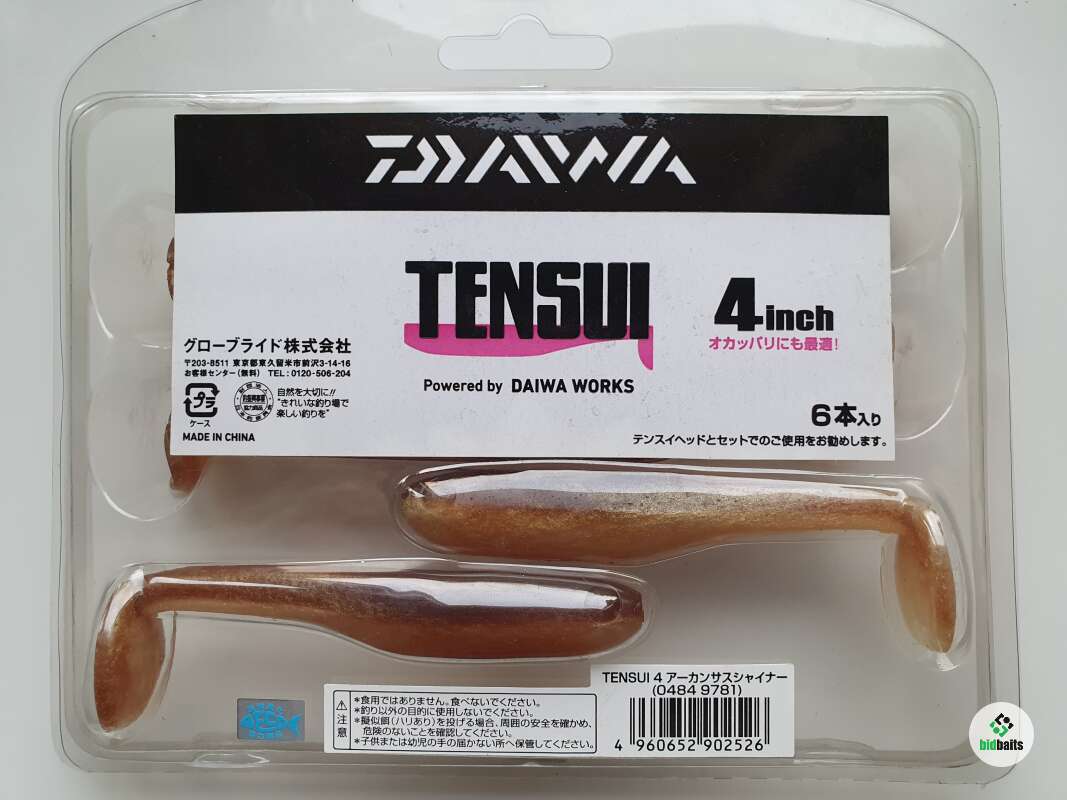 DAIWA
TENSUI
4inch
オカッパリにも最適!
Powered by DAIWA WORKS
グローブライド株式会社
〒203-8511 東京都東久留米市前沢3-14-16
お客様センター(無料) TEL:0120-506-204
プラ
ケース
自然を大切に!!
"きれいな釣り場で
楽しい釣りを"
MADE IN CHINA
6本入り
テンスイヘッドとセットでのご使用をお勧めします。
TENSUI 4 アーカンサスシャイナー
(0484 9781)
4 960652 902526
注意
*食用ではありません。食べないでください。
*釣り以外の目的に使用しないでください。
*擬似餌(ハリあり)を投げる場合、周囲の安全を確かめ、
危険のないことを確認してください。
*子供または幼児の手の届かない所へ保管してください。
bidbaits